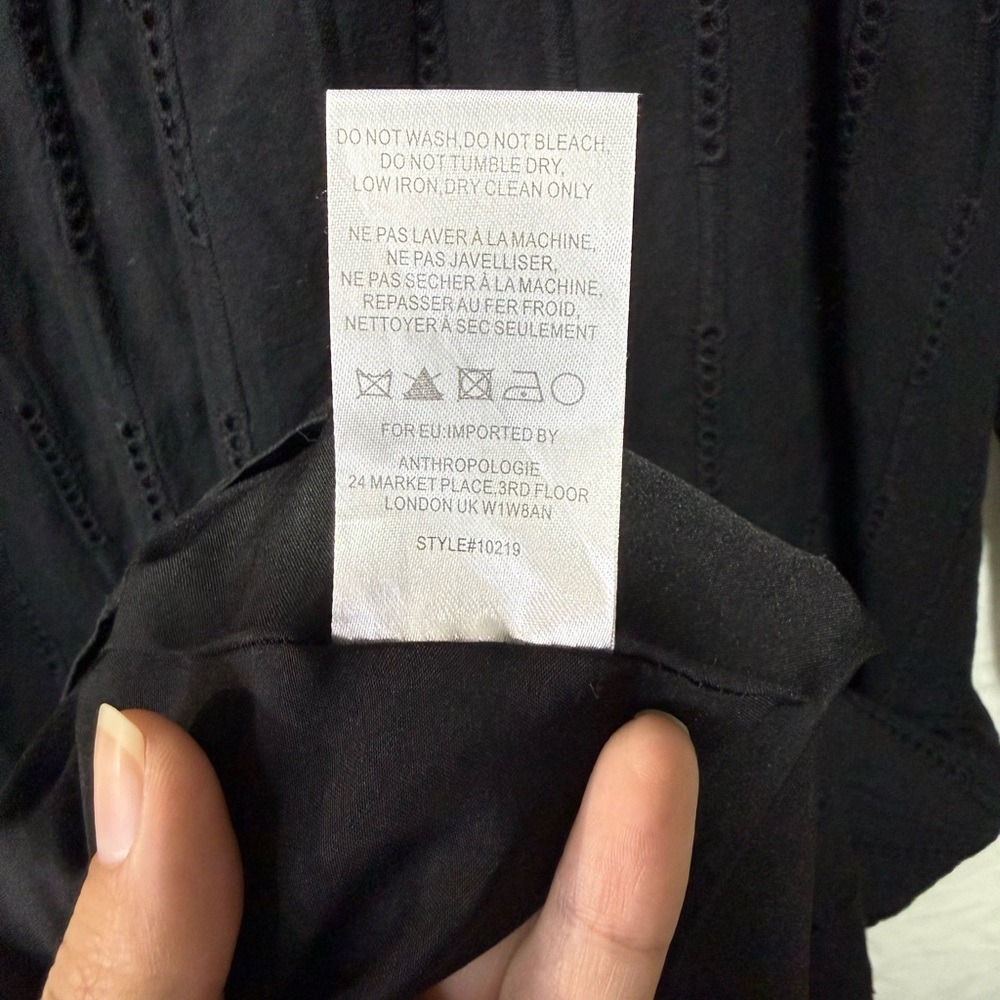 DO NOT WASH,DO NOT BLEACH,
DO NOT TUMBLE DRY,
LOW IRON,DRY CLEAN ONLY
NE PAS LAVER À LA MACHINE,
NE PAS JAVELLISER,
NE PAS SECHER À LA MACHINE,
REPASSER AU FER FROID,
NETTOYER À SEC SEULEMENT
FOR EU:IMPORTED BY
ANTHROPOLOGIE
24 MARKET PLACE,3RD FLOOR
LONDON UK W1W8AN
STYLE#10219